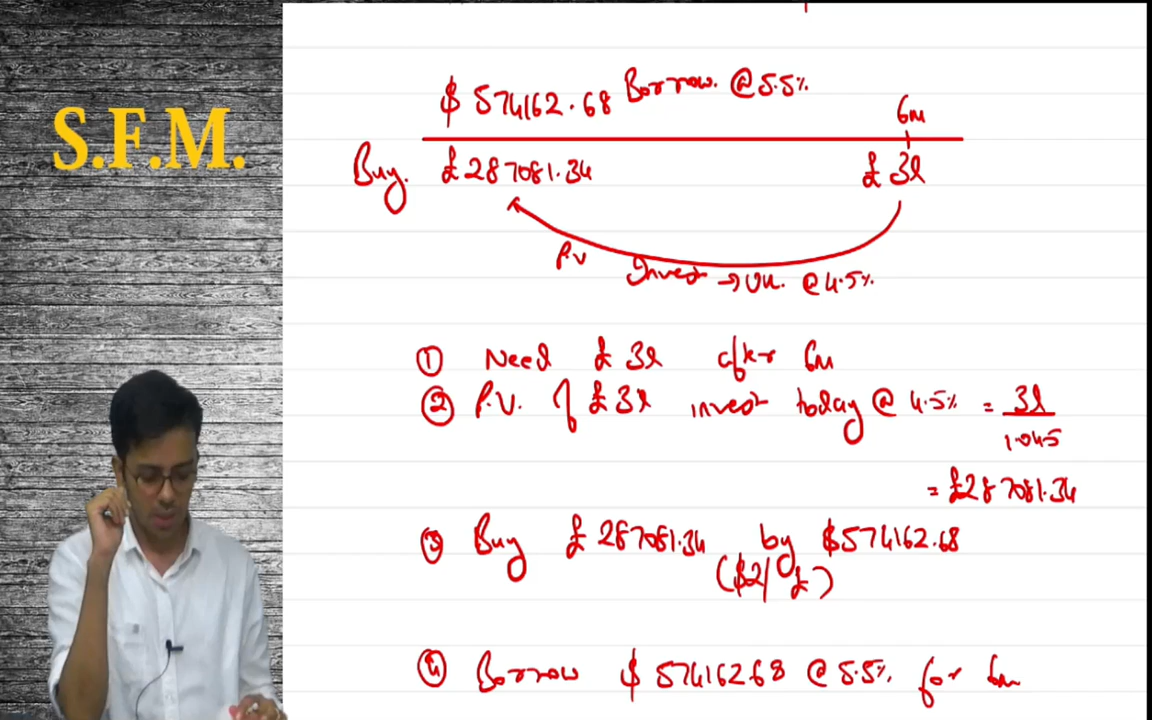 S.F.M.
$ 574162.68 Borrow. @5.5%
6m
Buy. £287081.34 £ 3l
P.V Invest → UK. @4.5%
① Need £ 3l after 6m
② P.V. of £3l invest today @ 4.5% = 3l
1.045
= £287081.34
③ Buy £ 287081.34 by $574162.68
($2/ £)
④ Borrow $ 574162.68 @5.5% for 6m